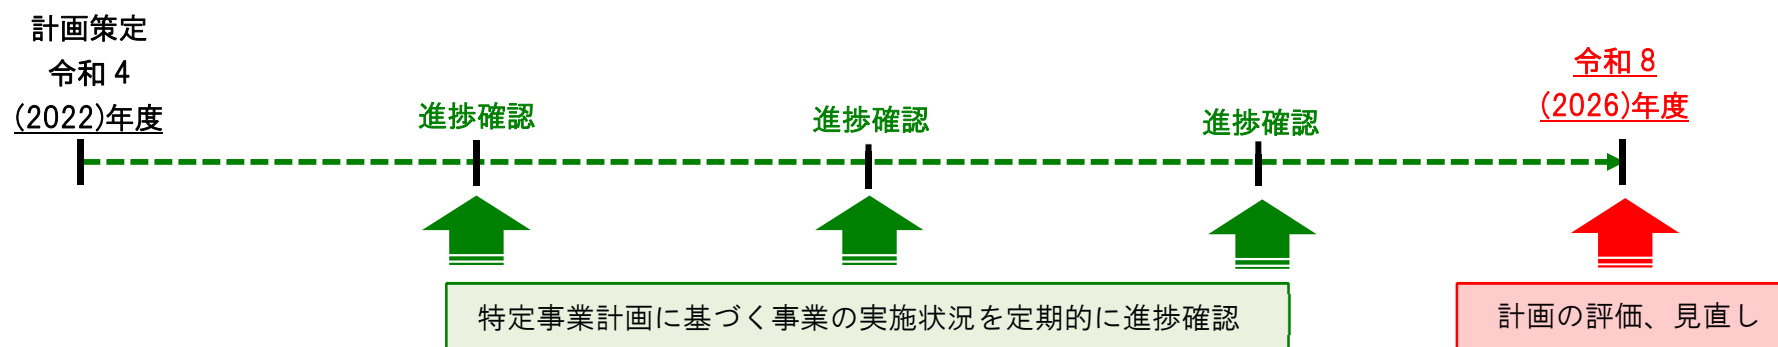 計画策定
令和4
(2022)年度
進捗確認
進捗確認
進捗確認
令和8
(2026)年度
特定事業計画に基づく事業の実施状況を定期的に進捗確認
計画の評価、見直し